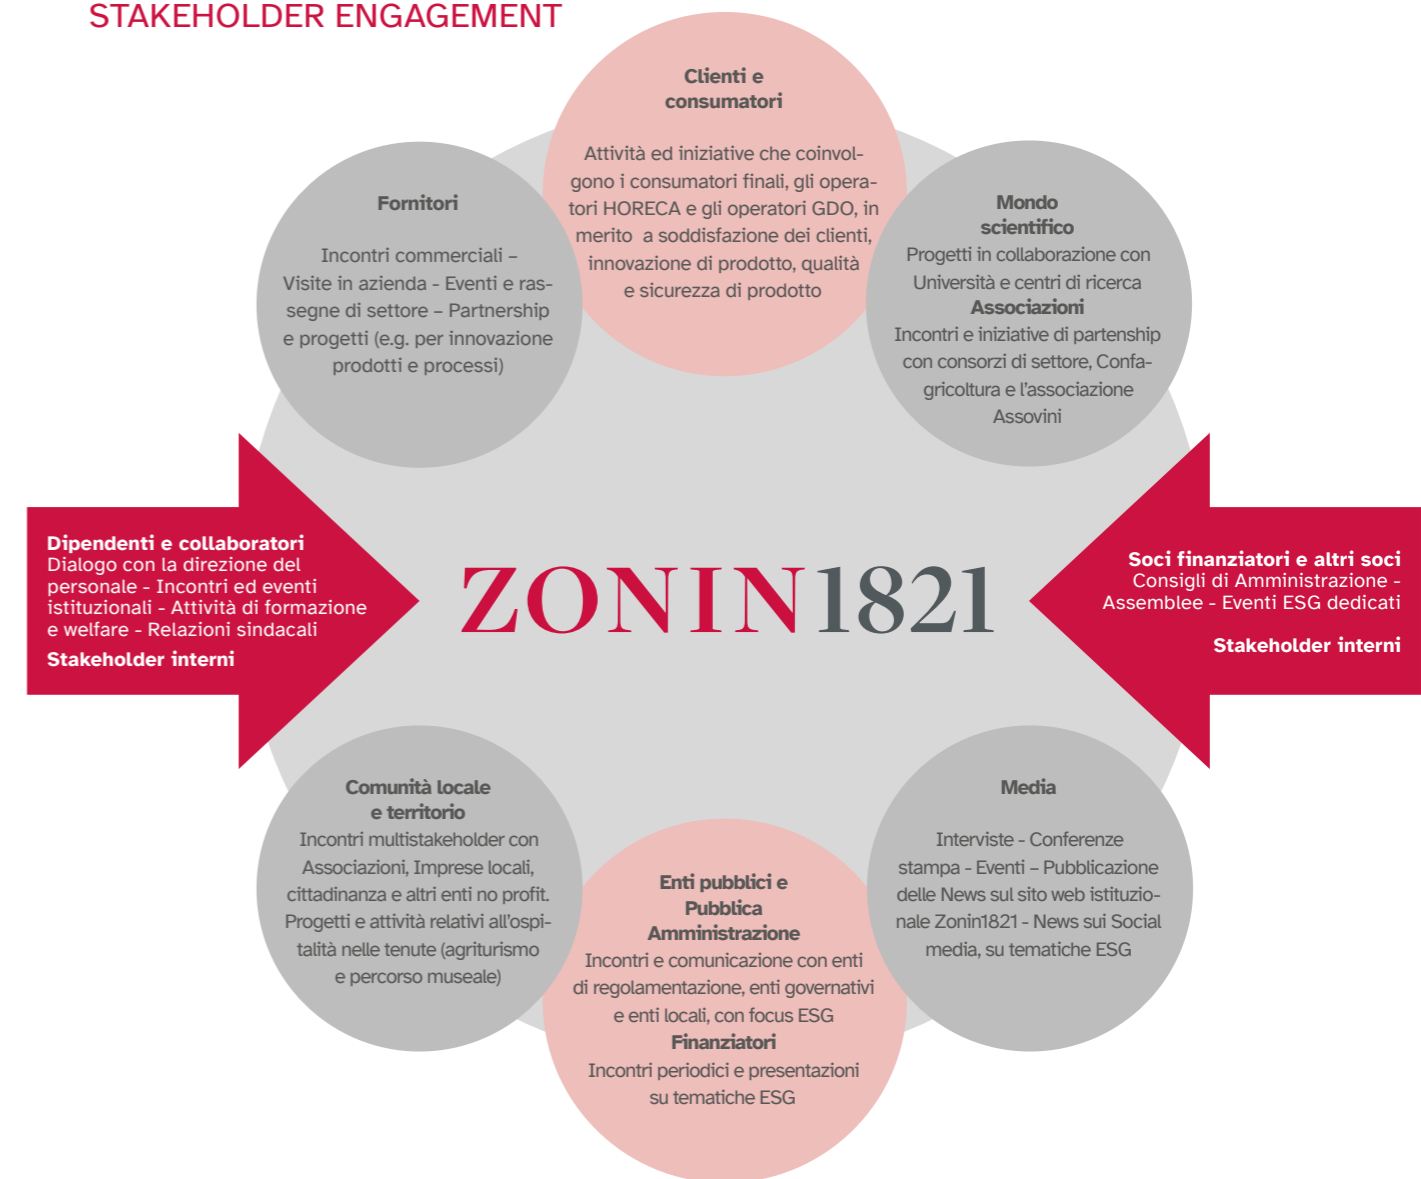 STAKEHOLDER ENGAGEMENT
Clienti e
consumatori
Attività ed iniziative che coinvol-
gono i consumatori finali, gli opera-
tori HORECA e gli operatori GDO, in
merito a soddisfazione dei clienti,
innovazione di prodotto, qualità
e sicurezza di prodotto
Fornitori
Incontri commerciali –
Visite in azienda - Eventi e ras-
segne di settore – Partnership
e progetti (e.g. per innovazione
prodotti e processi)
Mondo
scientifico
Progetti in collaborazione con
Università e centri di ricerca
Associazioni
Incontri e iniziative di partenship
con consorzi di settore, Confa-
gricoltura e l'associazione
Assovini
Dipendenti e collaboratori
Dialogo con la direzione del
personale - Incontri ed eventi
istituzionali - Attività di formazione
e welfare - Relazioni sindacali
Stakeholder interni
ZONIN1821
Soci finanziatori e altri soci
Consigli di Amministrazione -
Assemblee - Eventi ESG dedicati
Stakeholder interni
Comunità locale
e territorio
Incontri multistakeholder con
Associazioni, Imprese locali,
cittadinanza e altri enti no profit.
Progetti e attività relativi all'ospi-
talità nelle tenute (agriturismo
e percorso museale)
Enti pubblici e
Pubblica
Amministrazione
Incontri e comunicazione con enti
di regolamentazione, enti governativi
e enti locali, con focus ESG
Finanziatori
Incontri periodici e presentazioni
su tematiche ESG
Media
Interviste - Conferenze
stampa - Eventi – Pubblicazione
delle News sul sito web istituzio-
nale Zonin1821 - News sui Social
media, su tematiche ESG